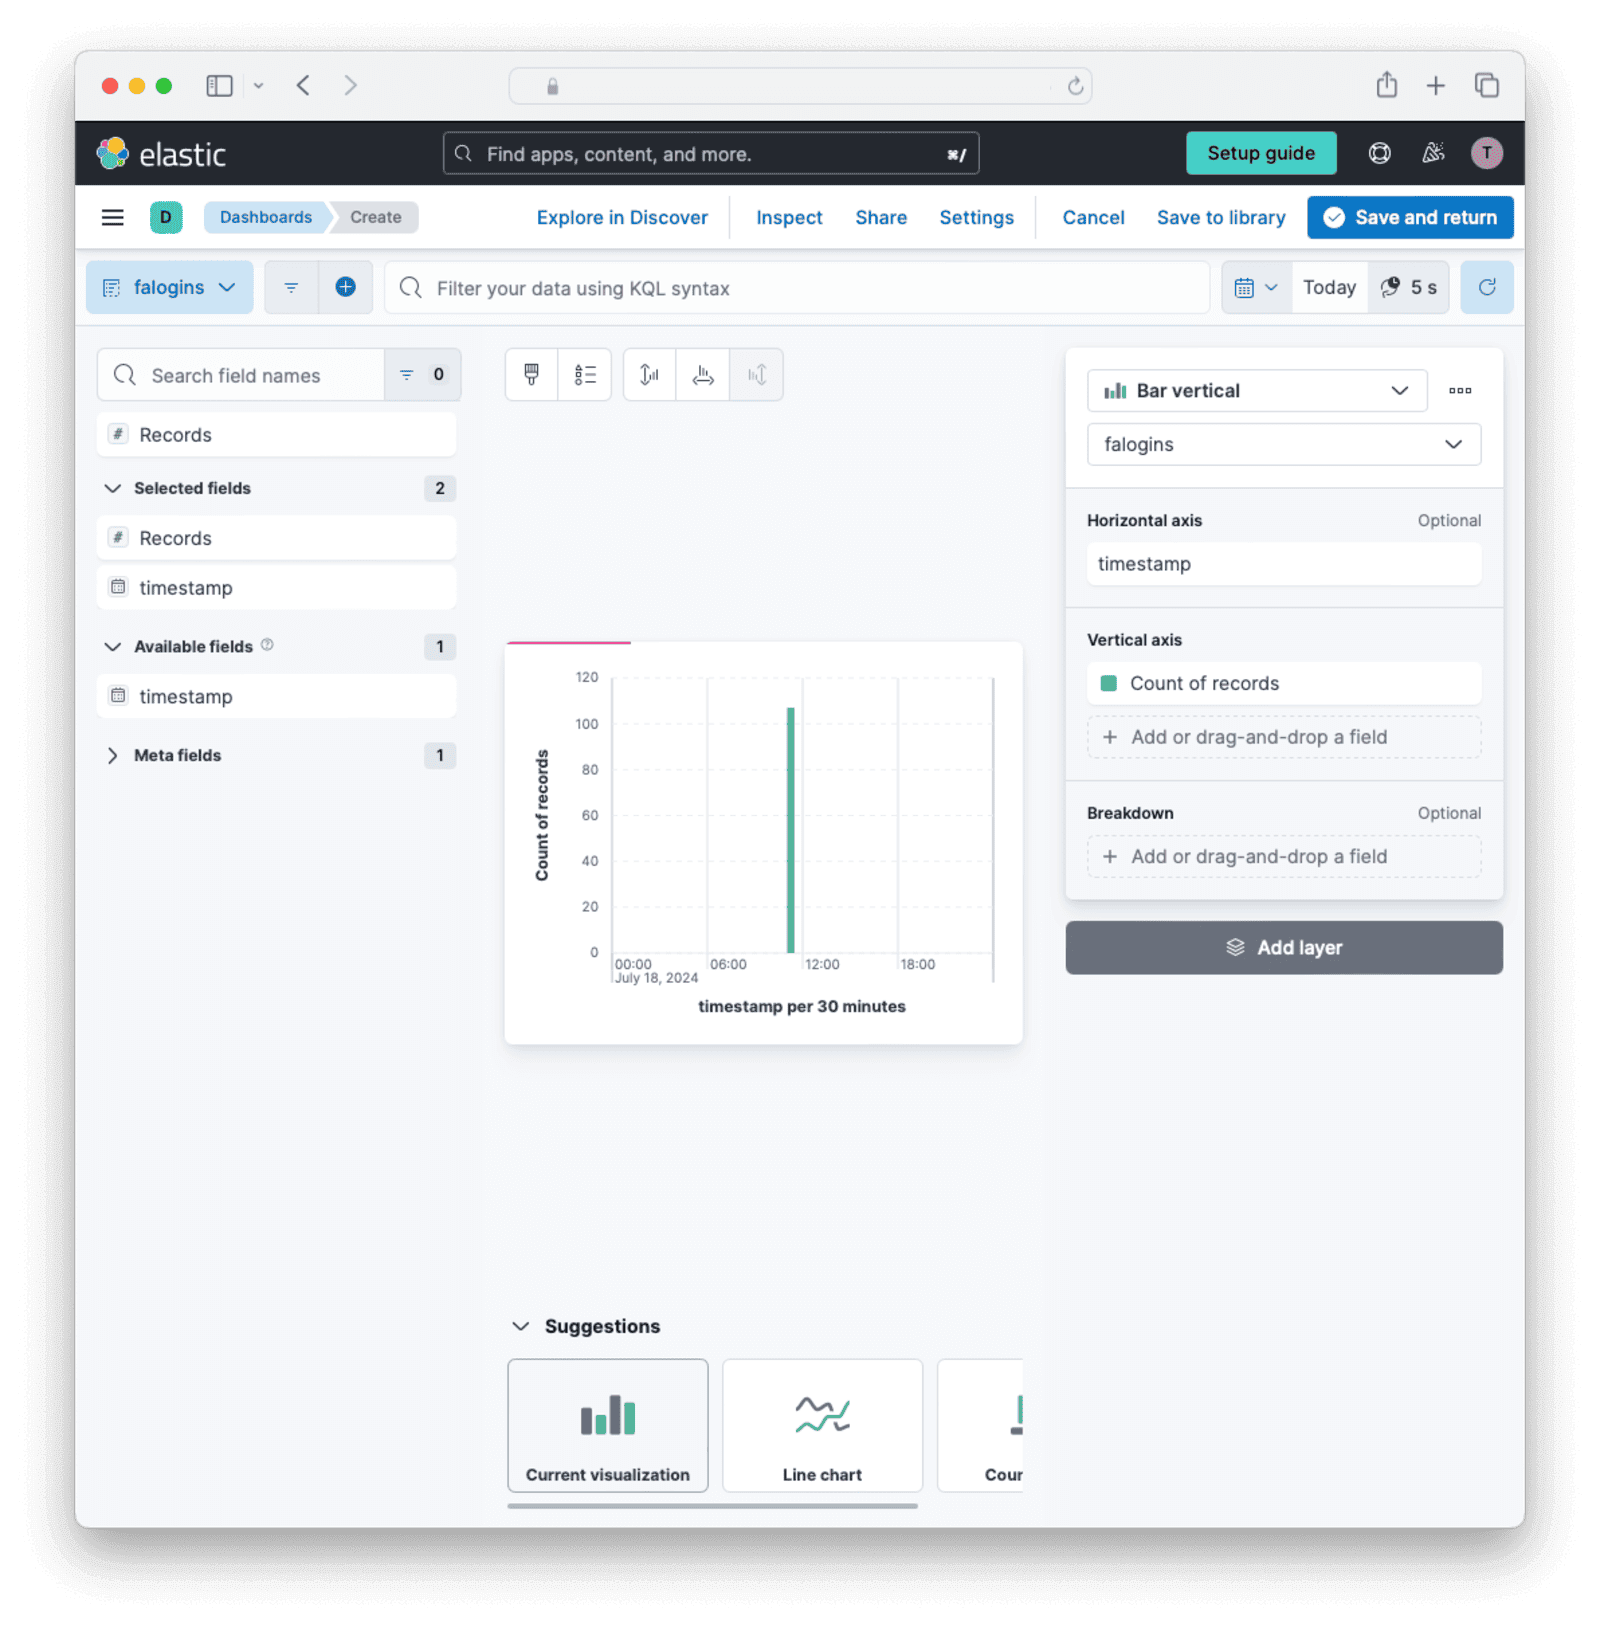 elastic
Find apps, content, and more.
⌘/
Setup guide
T
D
Dashboards
Create
Explore in Discover
Inspect
Share
Settings
Cancel
Save to library
Save and return
falogins
Filter your data using KQL syntax
Today
5 s
Search field names
0
# Records
Selected fields
2
# Records
timestamp
Available fields
1
timestamp
Meta fields
1
Count of records
120
100
80
60
40
20
0
00:00
06:00
12:00
18:00
July 18, 2024
timestamp per 30 minutes
Suggestions
Current visualization
Line chart
Cour
Bar vertical
falogins
Horizontal axis
Optional
timestamp
Vertical axis
Count of records
+ Add or drag-and-drop a field
Breakdown
Optional
+ Add or drag-and-drop a field
Add layer